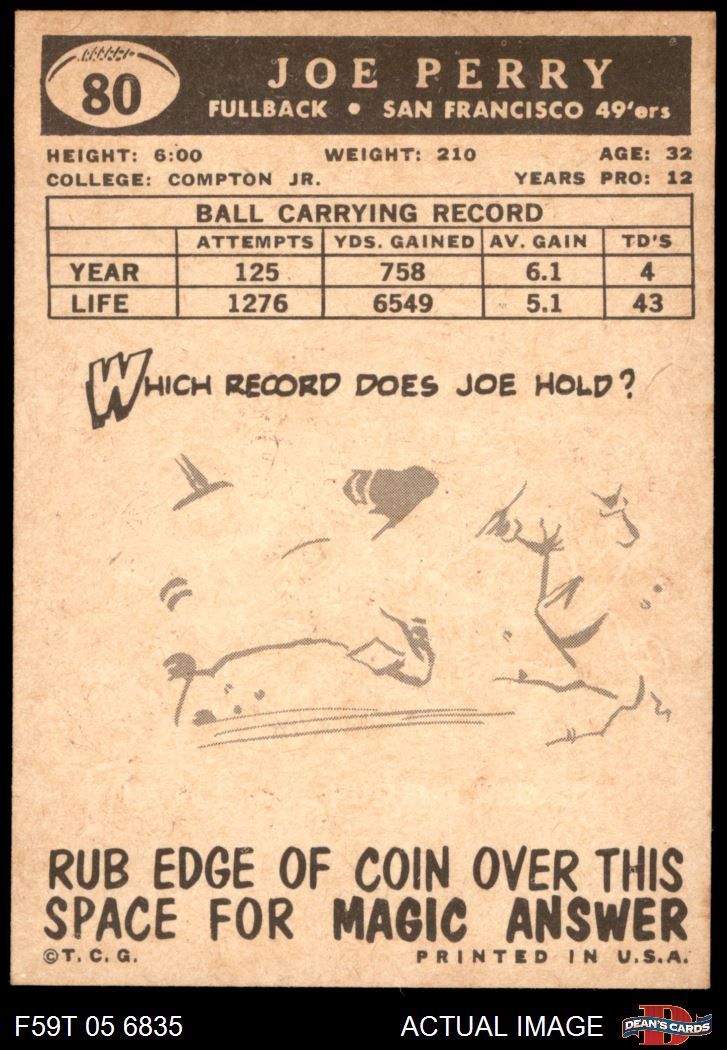 80
JOE PERRY
FULLBACK • SAN FRANCISCO 49'ers
HEIGHT: 6:00 WEIGHT: 210 AGE: 32
COLLEGE: COMPTON JR. YEARS PRO: 12
BALL CARRYING RECORD
ATTEMPTS YDS. GAINED AV. GAIN TD'S
YEAR 125 758 6.1 4
LIFE 1276 6549 5.1 43
WHICH RECORD DOES JOE HOLD?
RUB EDGE OF COIN OVER THIS
SPACE FOR MAGIC ANSWER
©T.C.G. PRINTED IN U.S.A.
F59T 05 6835 ACTUAL IMAGE DEAN'S CARDS